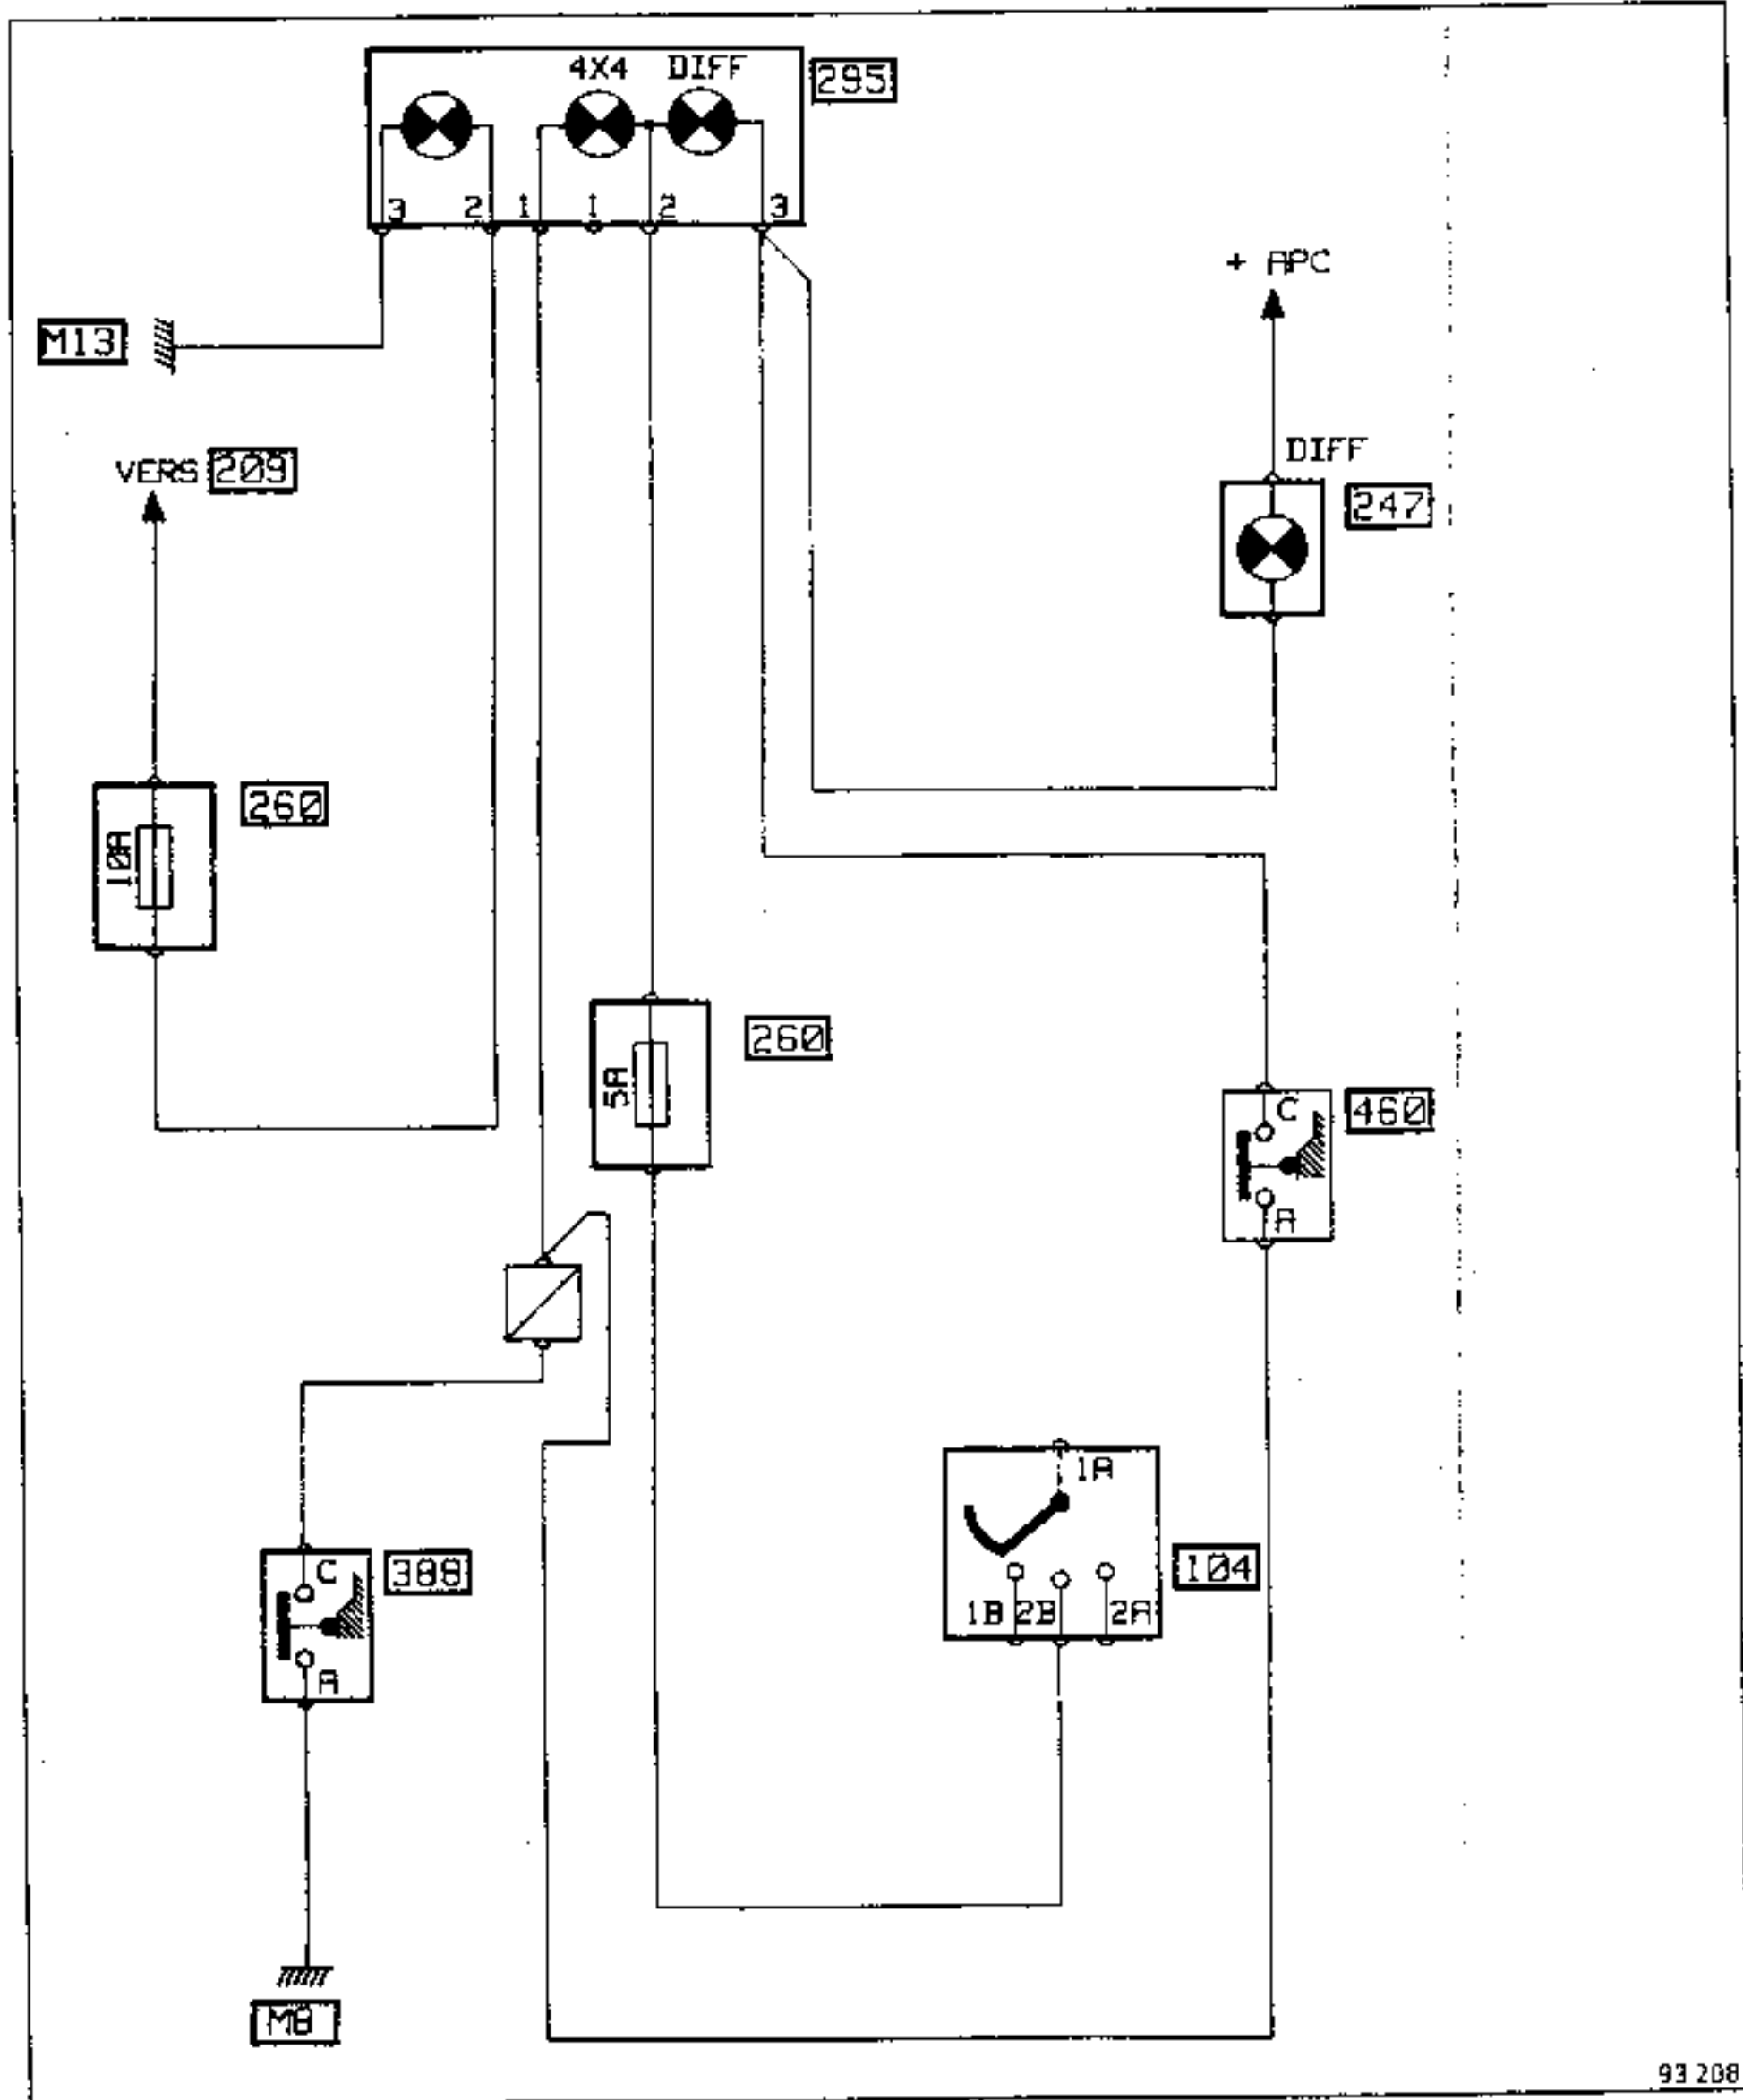 4X4 DIFF
295
3 2 1 1 2 3
+ APC
M13
DIFF
VERS 209
247
260
10A
260
5A
C
460
A
1A
C
388
104
1B 2B 2A
A
M8
93 208